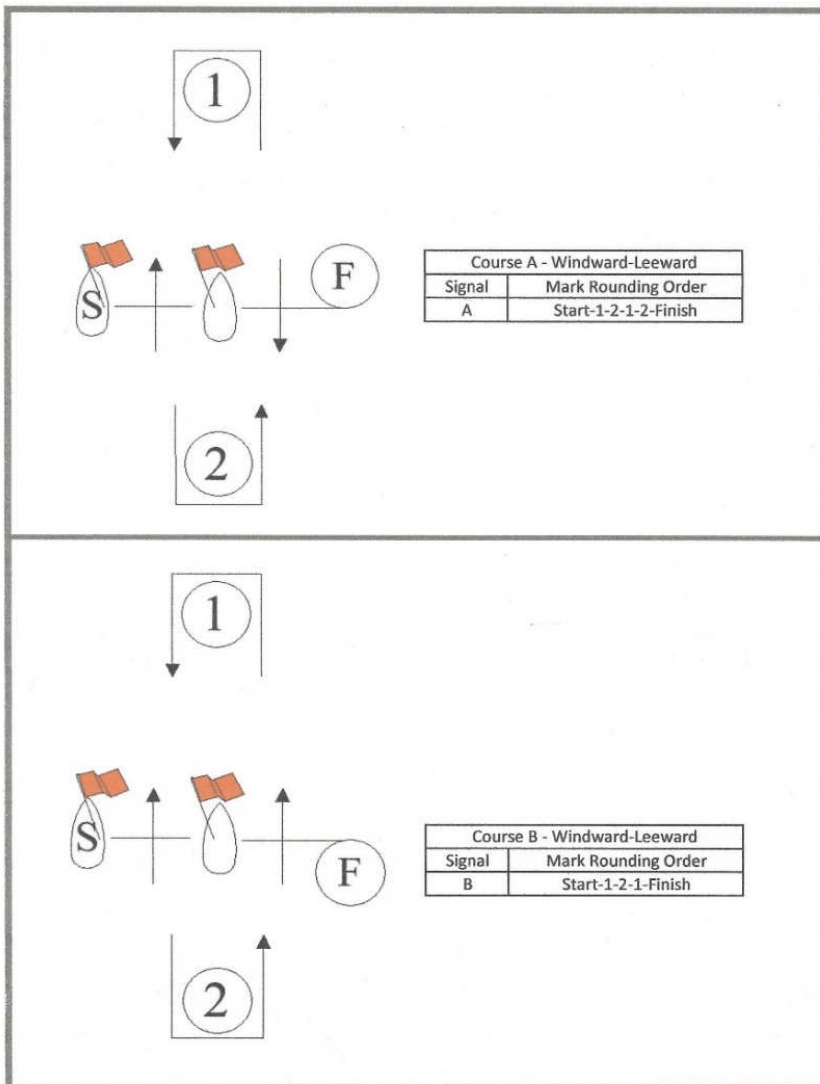 1
S
F
Course A - Windward-Leeward
Signal Mark Rounding Order
A Start-1-2-1-2-Finish
2
1
S
F
Course B - Windward-Leeward
Signal Mark Rounding Order
B Start-1-2-1-Finish
2